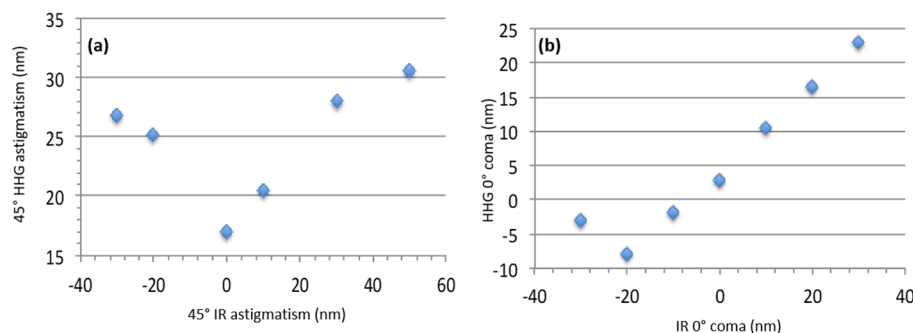 (a)
45° HHG astigmatism (nm)
35
30
25
20
15
-40 -20 0 20 40 60
45° IR astigmatism (nm)
(b)
HHG 0° coma (nm)
25
20
15
10
5
0
-5
-10
-40 -20 0 20 40
IR 0° coma (nm)